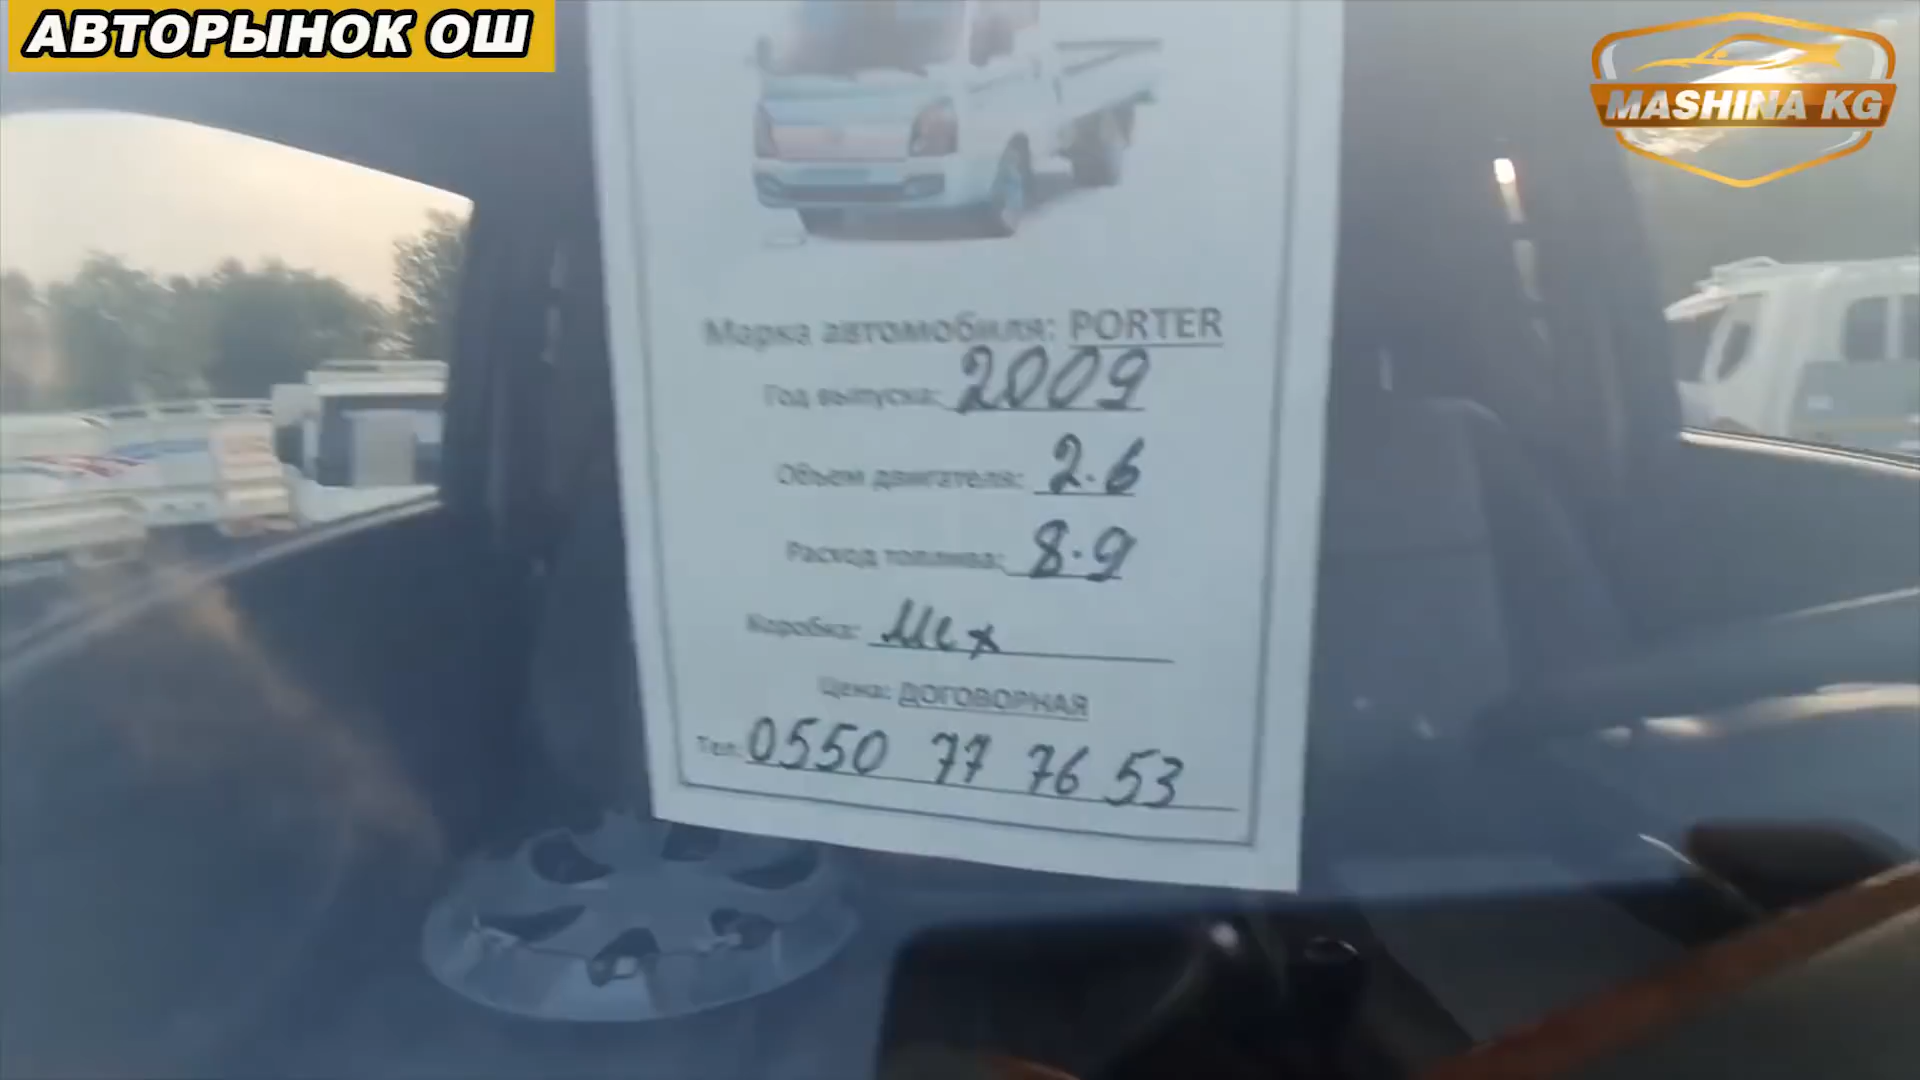 АВТОРЫНОК ОШ
MASHINA KG
Марка автомобиля: PORTER
Год выпуска: 2009
Объем двигателя: 2.6
Расход топлива: 8.9
Коробка: Мех
Цена: ДОГОВОРНАЯ
Тел: 0550 77 76 53